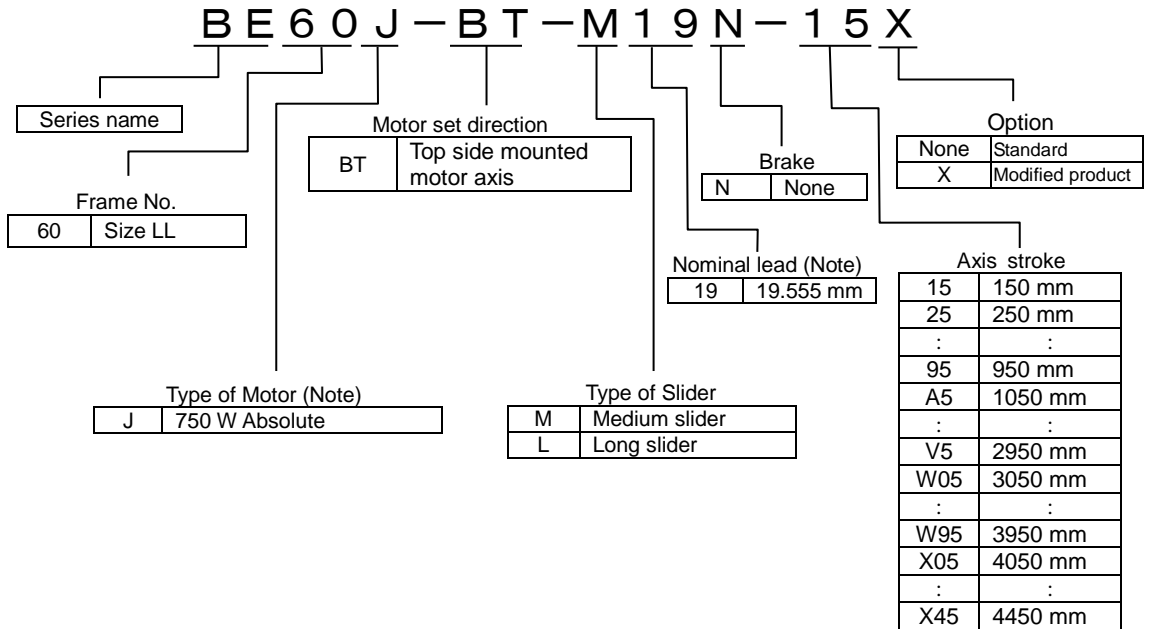 BE60J-BT-M19N-15X
Series name
Motor set direction
BT Top side mounted motor axis
Option
None Standard
X Modified product
Brake
N None
Frame No.
60 Size LL
Nominal lead (Note)
19 19.555 mm
Axis stroke
15 150 mm
25 250 mm
: :
95 950 mm
A5 1050 mm
: :
V5 2950 mm
W05 3050 mm
: :
W95 3950 mm
X05 4050 mm
: :
X45 4450 mm
Type of Motor (Note)
J 750 W Absolute
Type of Slider
M Medium slider
L Long slider